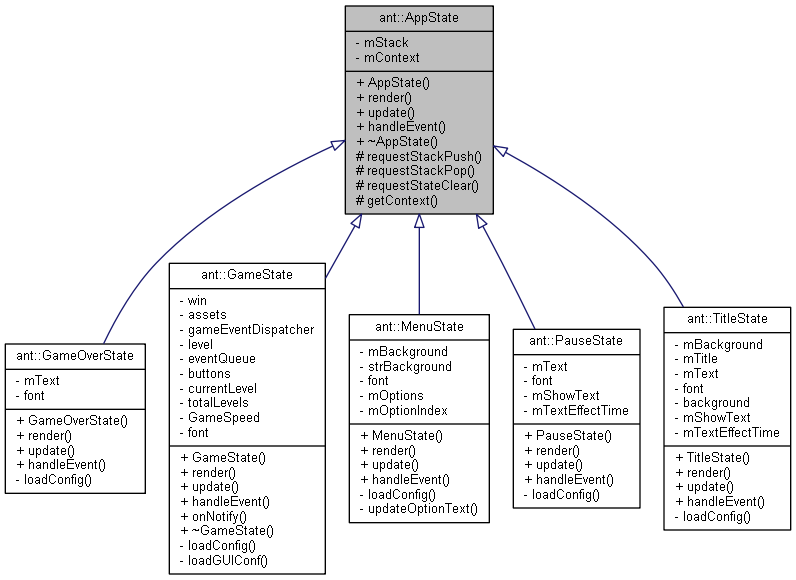 ant::AppState
- mStack
- mContext
+ AppState()
+ render()
+ update()
+ handleEvent()
+ ~AppState()
# requestStackPush()
# requestStackPop()
# requestStateClear()
# getContext()
ant::GameOverState
- mText
- font
+ GameOverState()
+ render()
+ update()
+ handleEvent()
- loadConfig()
ant::GameState
- win
- assets
- gameEventDispatcher
- level
- eventQueue
- buttons
- currentLevel
- totalLevels
- GameSpeed
- font
+ GameState()
+ render()
+ update()
+ handleEvent()
+ onNotify()
+ ~GameState()
- loadConfig()
- loadGUIConf()
ant::MenuState
- mBackground
- strBackground
- font
- mOptions
- mOptionIndex
+ MenuState()
+ render()
+ update()
+ handleEvent()
- loadConfig()
- updateOptionText()
ant::PauseState
- mText
- font
- mShowText
- mTextEffectTime
+ PauseState()
+ render()
+ update()
+ handleEvent()
- loadConfig()
ant::TitleState
- mBackground
- mTitle
- mText
- font
- background
- mShowText
- mTextEffectTime
+ TitleState()
+ render()
+ update()
+ handleEvent()
- loadConfig()